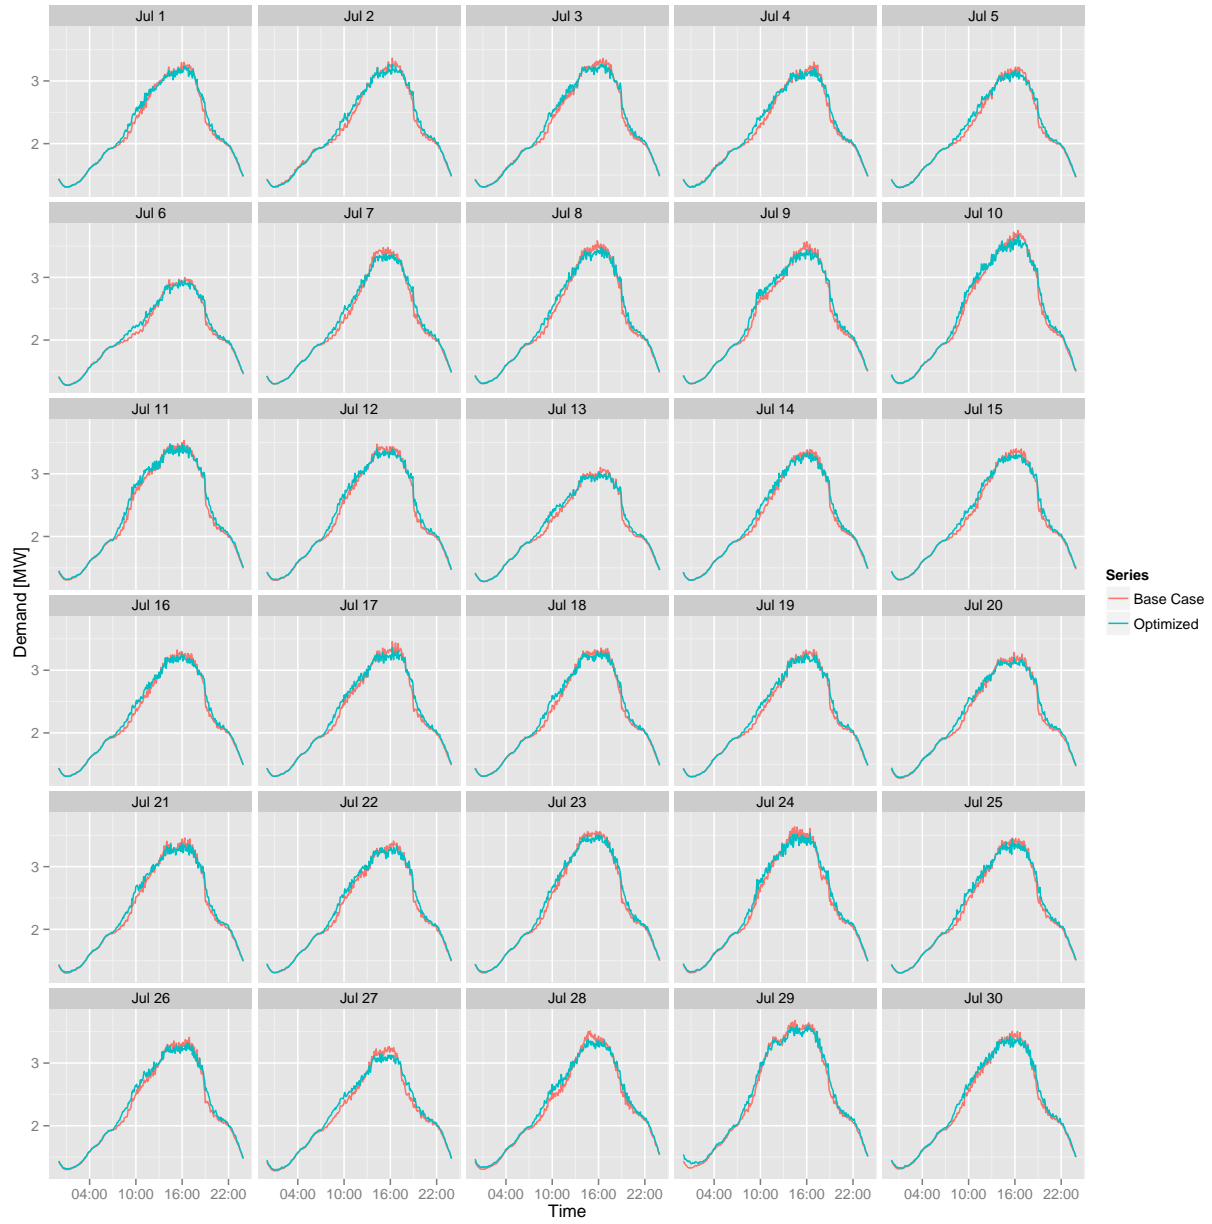 Jul 1 Jul 2 Jul 3 Jul 4 Jul 5
3
2
Jul 6 Jul 7 Jul 8 Jul 9 Jul 10
3
2
Jul 11 Jul 12 Jul 13 Jul 14 Jul 15
3
2
Demand [MW]
Series
Base Case
Optimized
Jul 16 Jul 17 Jul 18 Jul 19 Jul 20
3
2
Jul 21 Jul 22 Jul 23 Jul 24 Jul 25
3
2
Jul 26 Jul 27 Jul 28 Jul 29 Jul 30
3
2
04:00 10:00 16:00 22:00 04:00 10:00 16:00 22:00 04:00 10:00 16:00 22:00 04:00 10:00 16:00 22:00 04:00 10:00 16:00 22:00
Time